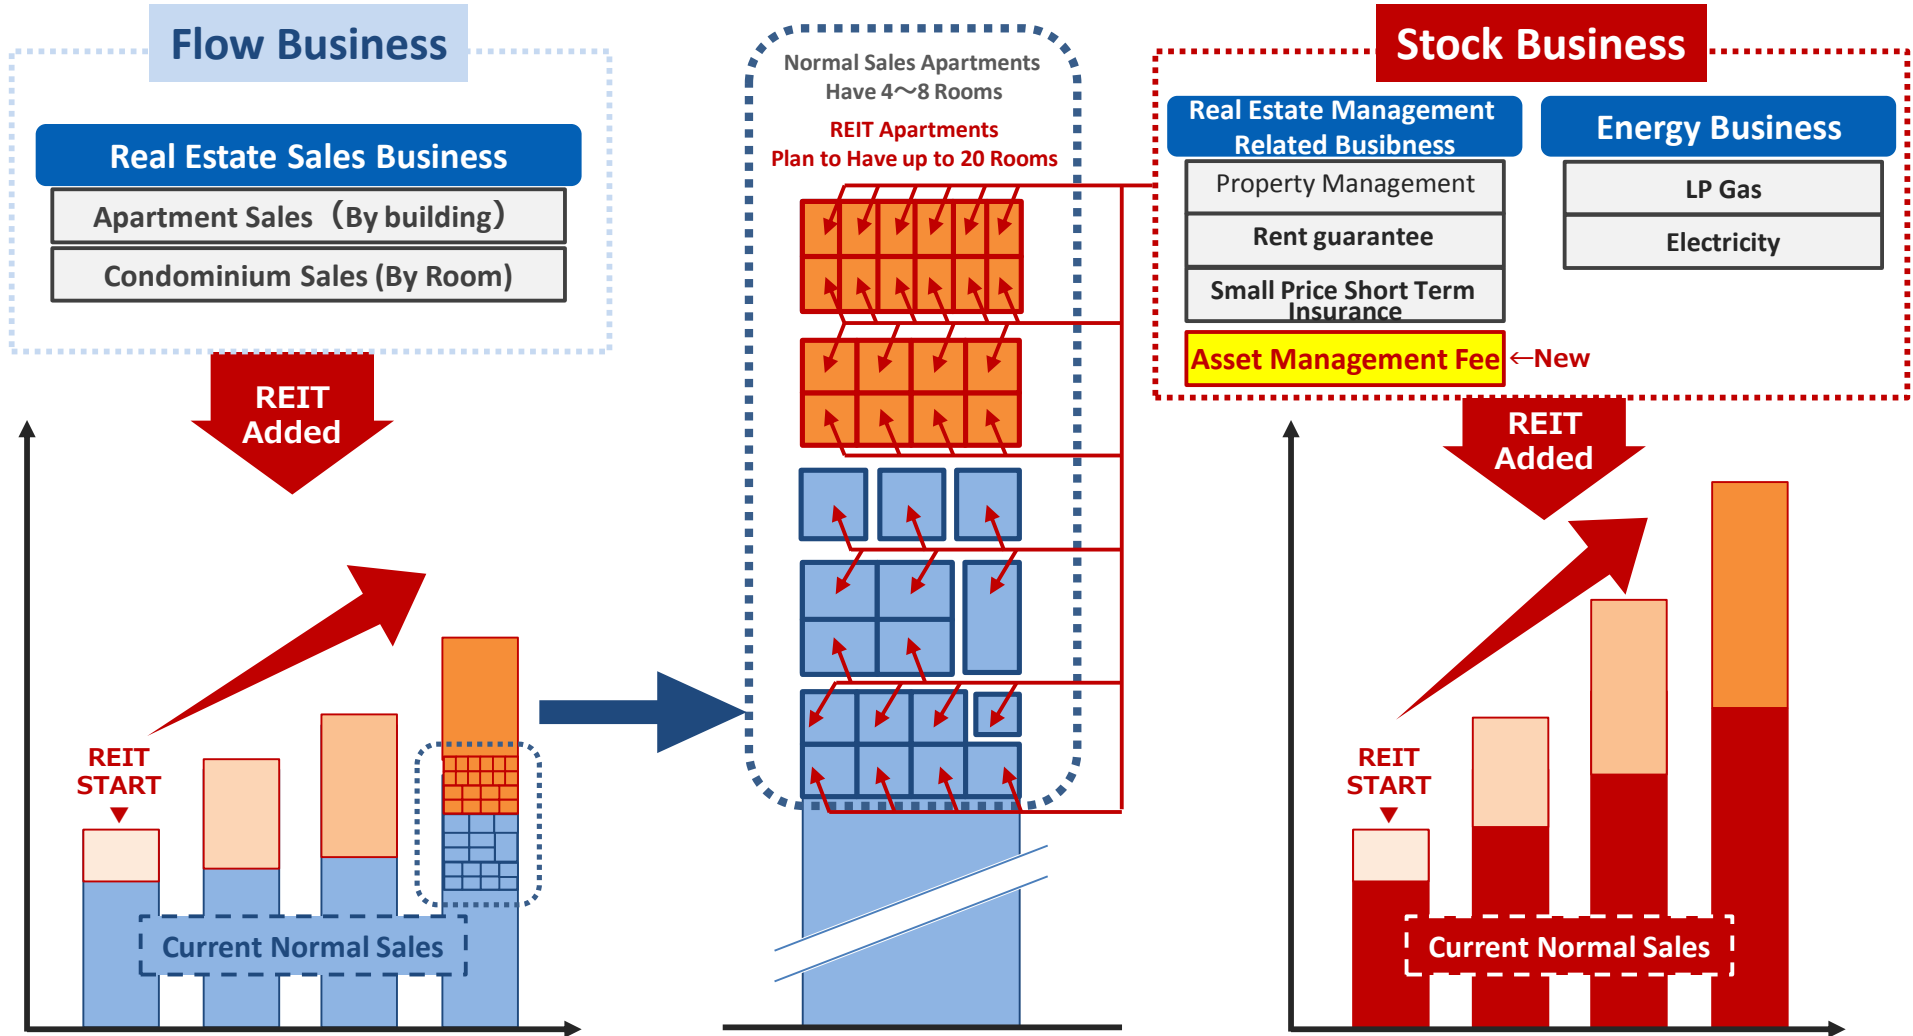 Flow Business
Real Estate Sales Business
Apartment Sales（By building）
Condominium Sales (By Room)
REIT
Added
REIT
START
Current Normal Sales
Normal Sales Apartments
Have 4～8 Rooms
REIT Apartments
Plan to Have up to 20 Rooms
Stock Business
Real Estate Management
Related Busibness
Property Management
Rent guarantee
Small Price Short Term
Insurance
Asset Management Fee
←New
Energy Business
LP Gas
Electricity
REIT
Added
REIT
START
Current Normal Sales